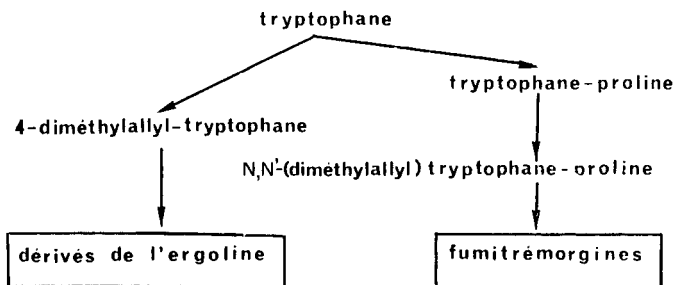 tryptophane
tryptophane-proline
4-diméthylallyl-tryptophane
N,N'-(diméthylallyl) tryptophane-oroline
dérivés de l'ergoline
fumitrémorgines